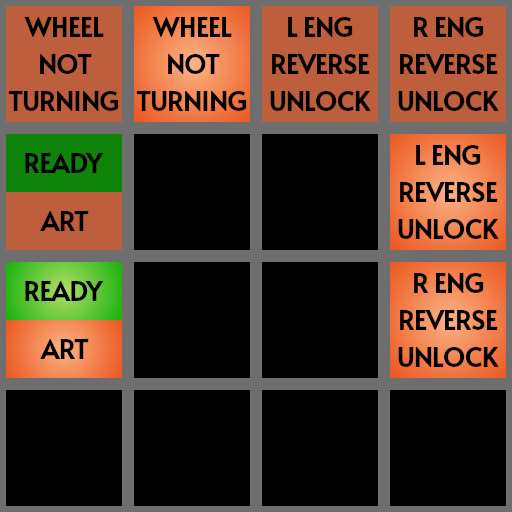 WHEEL
NOT
TURNING
WHEEL
NOT
TURNING
L ENG
REVERSE
UNLOCK
R ENG
REVERSE
UNLOCK
READY
ART
L ENG
REVERSE
UNLOCK
READY
ART
R ENG
REVERSE
UNLOCK